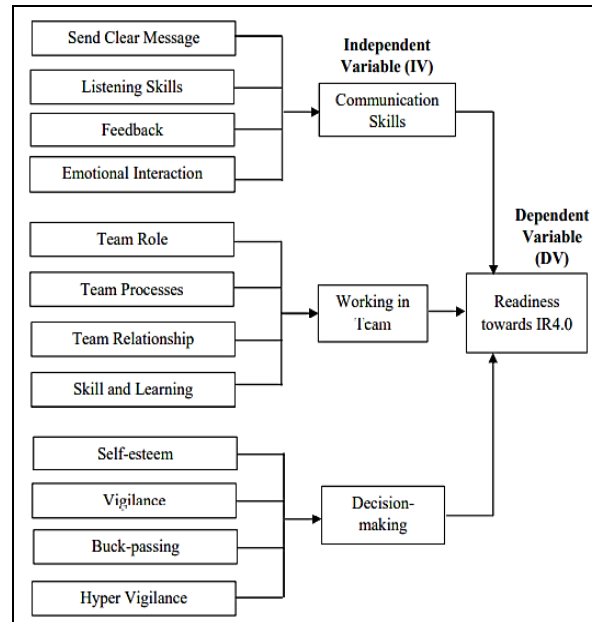 Send Clear Message
Listening Skills
Feedback
Emotional Interaction
Independent
Variable (IV)
Communication
Skills
Team Role
Team Processes
Team Relationship
Skill and Learning
Working in
Team
Dependent
Variable
(DV)
Readiness
towards IR4.0
Self-esteem
Vigilance
Buck-passing
Hyper Vigilance
Decision-
making